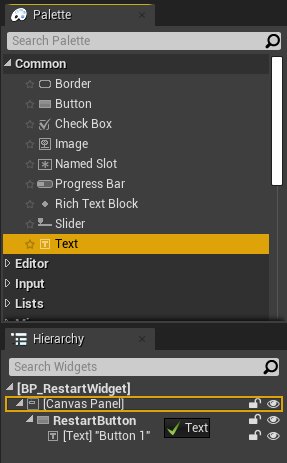 Palette
Search Palette
Common
Border
Button
Check Box
Image
Named Slot
Progress Bar
Rich Text Block
Slider
Text
Editor
Input
Lists
Hierarchy
Search Widgets
[BP_RestartWidget]
[Canvas Panel]
RestartButton
Text
[Text] "Button 1"